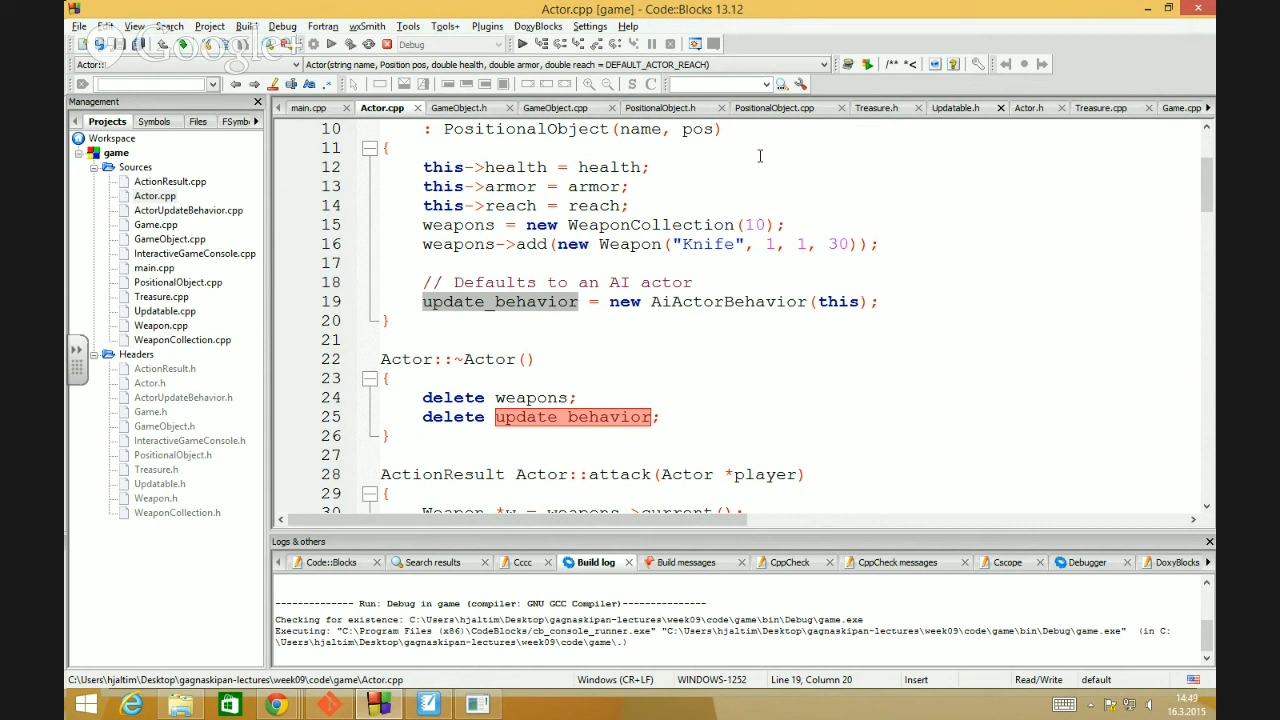 Actor.cpp [game] - Code::Blocks 13.12
File Edit View Search Project Build Debug Fortran wxSmith Tools Tools+ Plugins DoxyBlocks Settings Help
Google+
Debug
Actor:: Actor(string name, Position pos, double health, double armor, double reach = DEFAULT_ACTOR_REACH)
/** *<
S C
Management
Projects Symbols Files FSymbo
Workspace
game
Sources
ActionResult.cpp
Actor.cpp
ActorUpdateBehavior.cpp
Game.cpp
GameObject.cpp
InteractiveGameConsole.cpp
main.cpp
PositionalObject.cpp
Treasure.cpp
Updatable.cpp
Weapon.cpp
WeaponCollection.cpp
Headers
ActionResult.h
Actor.h
ActorUpdateBehavior.h
Game.h
GameObject.h
InteractiveGameConsole.h
PositionalObject.h
Treasure.h
Updatable.h
Weapon.h
WeaponCollection.h
main.cpp Actor.cpp GameObject.h GameObject.cpp PositionalObject.h PositionalObject.cpp Treasure.h Updatable.h Actor.h Treasure.cpp Game.cpp
10 : PositionalObject(name, pos)
11 {
12 this->health = health;
13 this->armor = armor;
14 this->reach = reach;
15 weapons = new WeaponCollection(10);
16 weapons->add(new Weapon("Knife", 1, 1, 30));
17
18 // Defaults to an AI actor
19 update_behavior = new AiActorBehavior(this);
20 }
21
22 Actor::~Actor()
23 {
24 delete weapons;
25 delete update_behavior;
26 }
27
28 ActionResult Actor::attack(Actor *player)
29 {
30 Weapon *w = weapons->current();
Logs & others
Code::Blocks Search results Cccc Build log Build messages CppCheck CppCheck messages Cscope Debugger DoxyBlocks
-------------- Run: Debug in game (compiler: GNU GCC Compiler)---------------
Checking for existence: C:\Users\hjaltim\Desktop\gagnaskipan-lectures\week09\code\game\bin\Debug\game.exe
Executing: "C:\Program Files (x86)\CodeBlocks/cb_console_runner.exe" "C:\Users\hjaltim\Desktop\gagnaskipan-lectures\week09\code\game\bin\Debug\game.exe" (in C:
\Users\hjaltim\Desktop\gagnaskipan-lectures\week09\code\game\.)
C:\Users\hjaltim\Desktop\gagnaskipan-lectures\week09\code\game\Actor.cpp Windows (CR+LF) WINDOWS-1252 Line 19, Column 20 Insert Read/Write default
14:49
16.3.2015